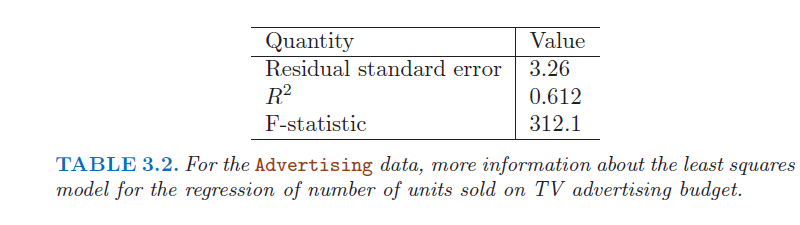 Quantity Value
Residual standard error 3.26
R² 0.612
F-statistic 312.1
TABLE 3.2. For the Advertising data, more information about the least squares
model for the regression of number of units sold on TV advertising budget.